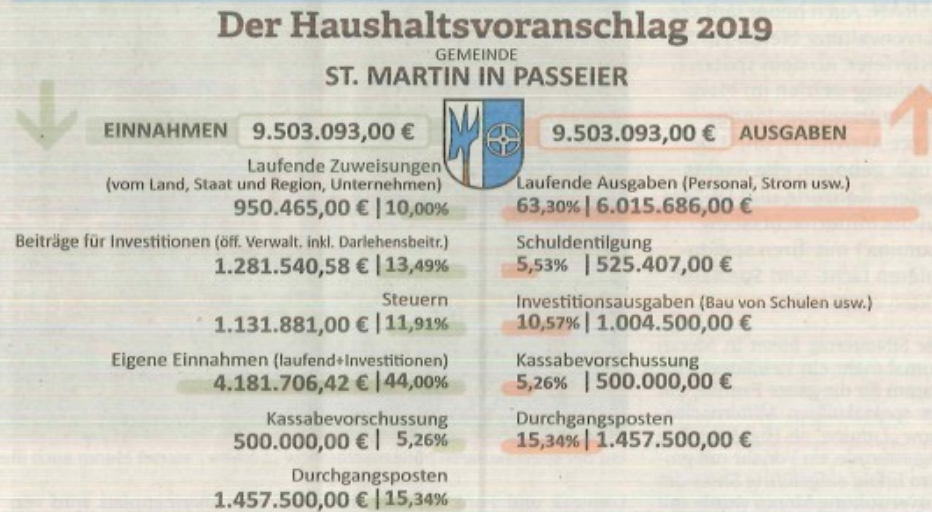 Der Haushaltsvoranschlag 2019
GEMEINDE
ST. MARTIN IN PASSEIER
EINNAHMEN 9.503.093,00 €
Laufende Zuweisungen
(vom Land, Staat und Region, Unternehmen)
950.465,00 € | 10,00%
Beiträge für Investitionen (öff. Verwalt. inkl. Darlehensbeitr.)
1.281.540,58 € | 13,49%
Steuern
1.131.881,00 € | 11,91%
Eigene Einnahmen (laufend+Investitionen)
4.181.706,42 € | 44,00%
Kassabevorschussung
500.000,00 € | 5,26%
Durchgangsposten
1.457.500,00 € | 15,34%
9.503.093,00 € AUSGABEN
Laufende Ausgaben (Personal, Strom usw.)
63,30% | 6.015.686,00 €
Schuldentilgung
5,53% | 525.407,00 €
Investitionsausgaben (Bau von Schulen usw.)
10,57% | 1.004.500,00 €
Kassabevorschussung
5,26% | 500.000,00 €
Durchgangsposten
15,34% | 1.457.500,00 €